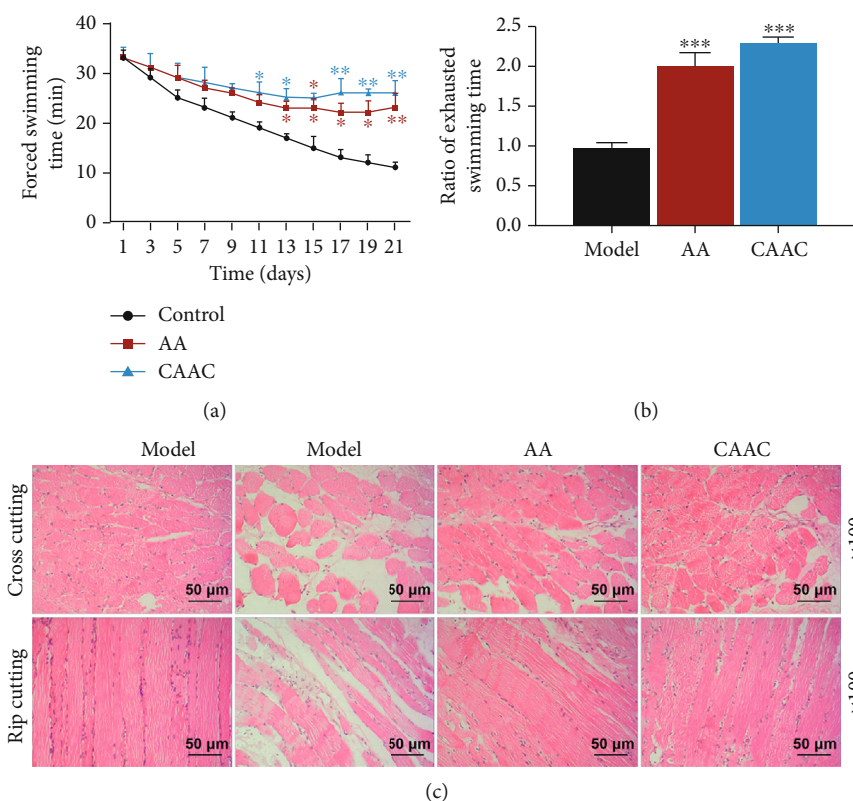 Forced swimming
time (min)
40
30
20
10
0
* * * ** ** **
* * * * **
1 3 5 7 9 11 13 15 17 19 21
Time (days)
Control
AA
CAAC
(a)
Ratio of exhausted
swimming time
2.5
2.0
1.5
1.0
0.5
0.0
*** ***
Model AA CAAC
(b)
Model Model AA CAAC
Cross cutting
50 μm 50 μm 50 μm 50 μm
Rip cutting
50 μm 50 μm 50 μm 50 μm
(c)